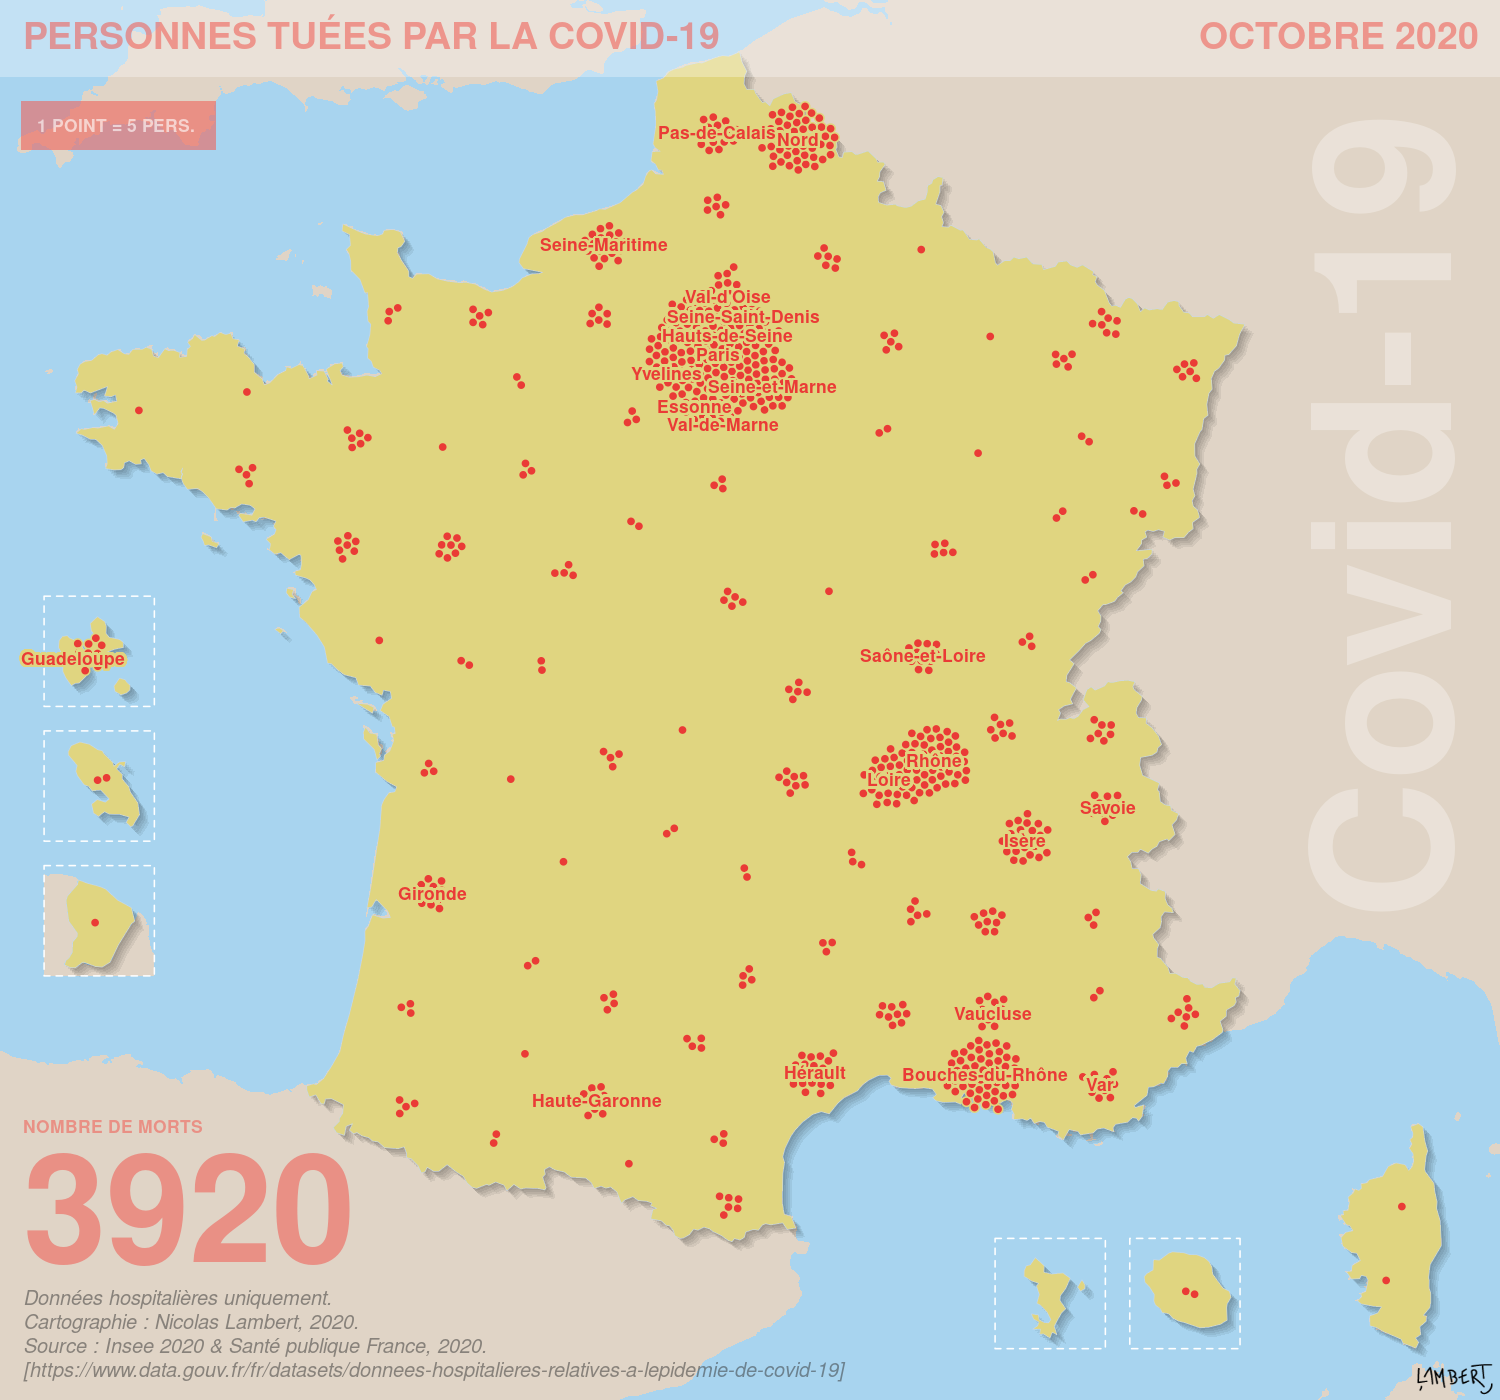 PERSONNES TUÉES PAR LA COVID-19
OCTOBRE 2020
1 POINT = 5 PERS.
Covid-19
Pas-de-Calais
Nord
Seine-Maritime
Val-d'Oise
Seine-Saint-Denis
Hauts-de-Seine
Paris
Yvelines
Seine-et-Marne
Essonne
Val-de-Marne
Guadeloupe
Saône-et-Loire
Rhône
Loire
Savoie
Isère
Gironde
Vaucluse
Hérault
Bouches-du-Rhône
Var
Haute-Garonne
NOMBRE DE MORTS
3920
Données hospitalières uniquement.
Cartographie : Nicolas Lambert, 2020.
Source : Insee 2020 & Santé publique France, 2020.
[https://www.data.gouv.fr/fr/datasets/donnees-hospitalieres-relatives-a-lepidemie-de-covid-19]
LAMBERT